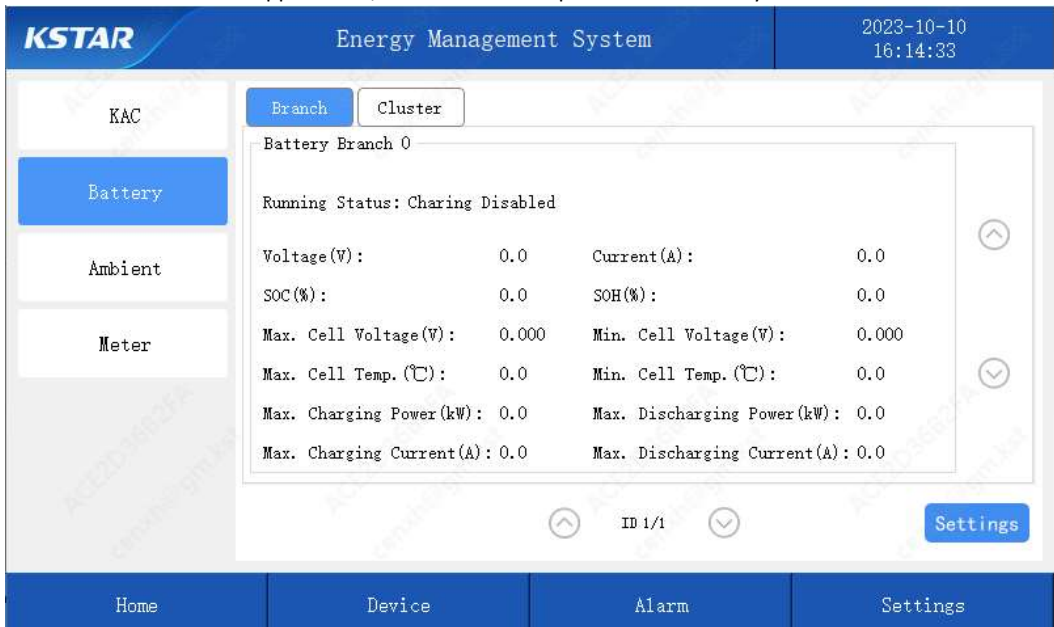 KSTAR
Energy Management System
2023-10-10
16:14:33
KAC
Battery
Ambient
Meter
Branch Cluster
Battery Branch 0
Running Status: Charing Disabled
Voltage(V): 0.0 Current(A): 0.0
SOC(%): 0.0 SOH(%): 0.0
Max. Cell Voltage(V): 0.000 Min. Cell Voltage(V): 0.000
Max. Cell Temp.(℃): 0.0 Min. Cell Temp.(℃): 0.0
Max. Charging Power(kW): 0.0 Max. Discharging Power(kW): 0.0
Max. Charging Current(A): 0.0 Max. Discharging Current(A): 0.0
ID 1/1
Settings
Home Device Alarm Settings